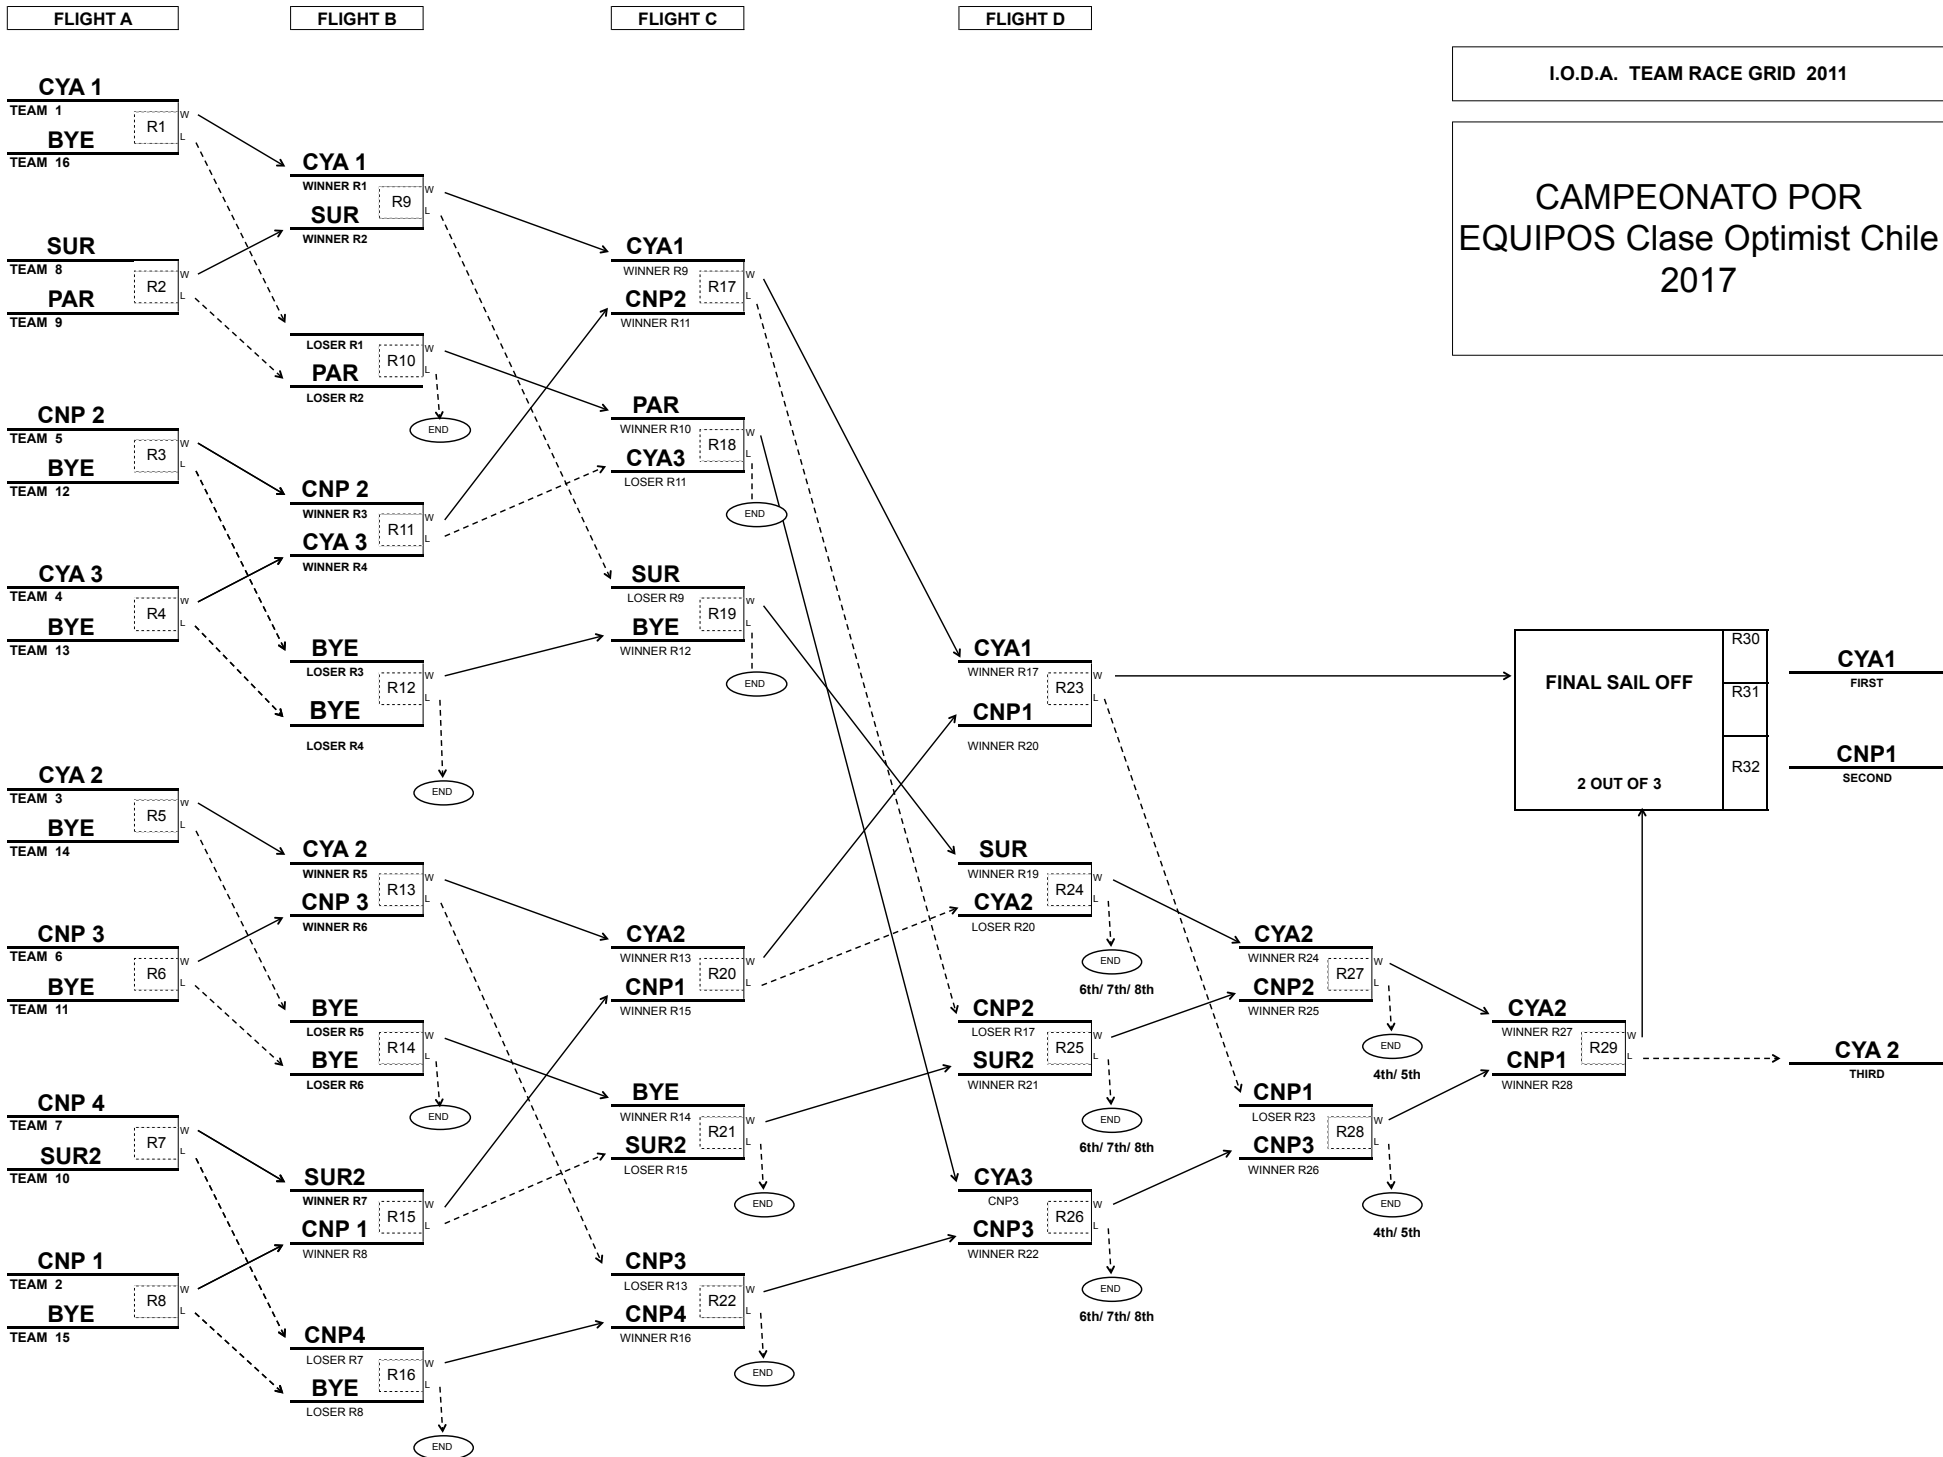 FLIGHT A
FLIGHT B
FLIGHT C
FLIGHT D
I.O.D.A. TEAM RACE GRID 2011
CAMPEONATO POR
EQUIPOS Clase Optimist Chile
2017
CYA 1
TEAM 1
R1
W
L
BYE
TEAM 16
SUR
TEAM 8
R2
W
L
PAR
TEAM 9
CNP 2
TEAM 5
R3
W
L
BYE
TEAM 12
CYA 3
TEAM 4
R4
W
L
BYE
TEAM 13
CYA 2
TEAM 3
R5
W
L
BYE
TEAM 14
CNP 3
TEAM 6
R6
W
L
BYE
TEAM 11
CNP 4
TEAM 7
R7
W
L
SUR2
TEAM 10
CNP 1
TEAM 2
R8
W
L
BYE
TEAM 15
CYA 1
WINNER R1
R9
W
L
SUR
WINNER R2
LOSER R1
R10
W
L
PAR
LOSER R2
END
CNP 2
WINNER R3
R11
W
L
CYA 3
WINNER R4
BYE
LOSER R3
R12
W
L
BYE
LOSER R4
END
CYA 2
WINNER R5
R13
W
L
CNP 3
WINNER R6
BYE
LOSER R5
R14
W
L
BYE
LOSER R6
END
SUR2
WINNER R7
R15
W
L
CNP 1
WINNER R8
CNP4
LOSER R7
R16
W
L
BYE
LOSER R8
END
CYA1
WINNER R9
R17
W
L
CNP2
WINNER R11
PAR
WINNER R10
R18
W
L
CYA3
LOSER R11
END
SUR
LOSER R9
R19
W
L
BYE
WINNER R12
END
CYA2
WINNER R13
R20
W
L
CNP1
WINNER R15
BYE
WINNER R14
R21
W
L
SUR2
LOSER R15
END
CNP3
LOSER R13
R22
W
L
CNP4
WINNER R16
END
CYA1
WINNER R17
R23
W
L
CNP1
WINNER R20
SUR
WINNER R19
R24
W
L
CYA2
LOSER R20
END
6th/ 7th/ 8th
CNP2
LOSER R17
R25
W
L
SUR2
WINNER R21
END
6th/ 7th/ 8th
CYA3
CNP3
R26
W
L
CNP3
WINNER R22
END
6th/ 7th/ 8th
CYA2
WINNER R24
R27
W
L
CNP2
WINNER R25
END
4th/ 5th
CNP1
LOSER R23
R28
W
L
CNP3
WINNER R26
END
4th/ 5th
CYA2
WINNER R27
R29
W
L
CNP1
WINNER R28
FINAL SAIL OFF
2 OUT OF 3
R30
R31
R32
CYA1
FIRST
CNP1
SECOND
CYA 2
THIRD